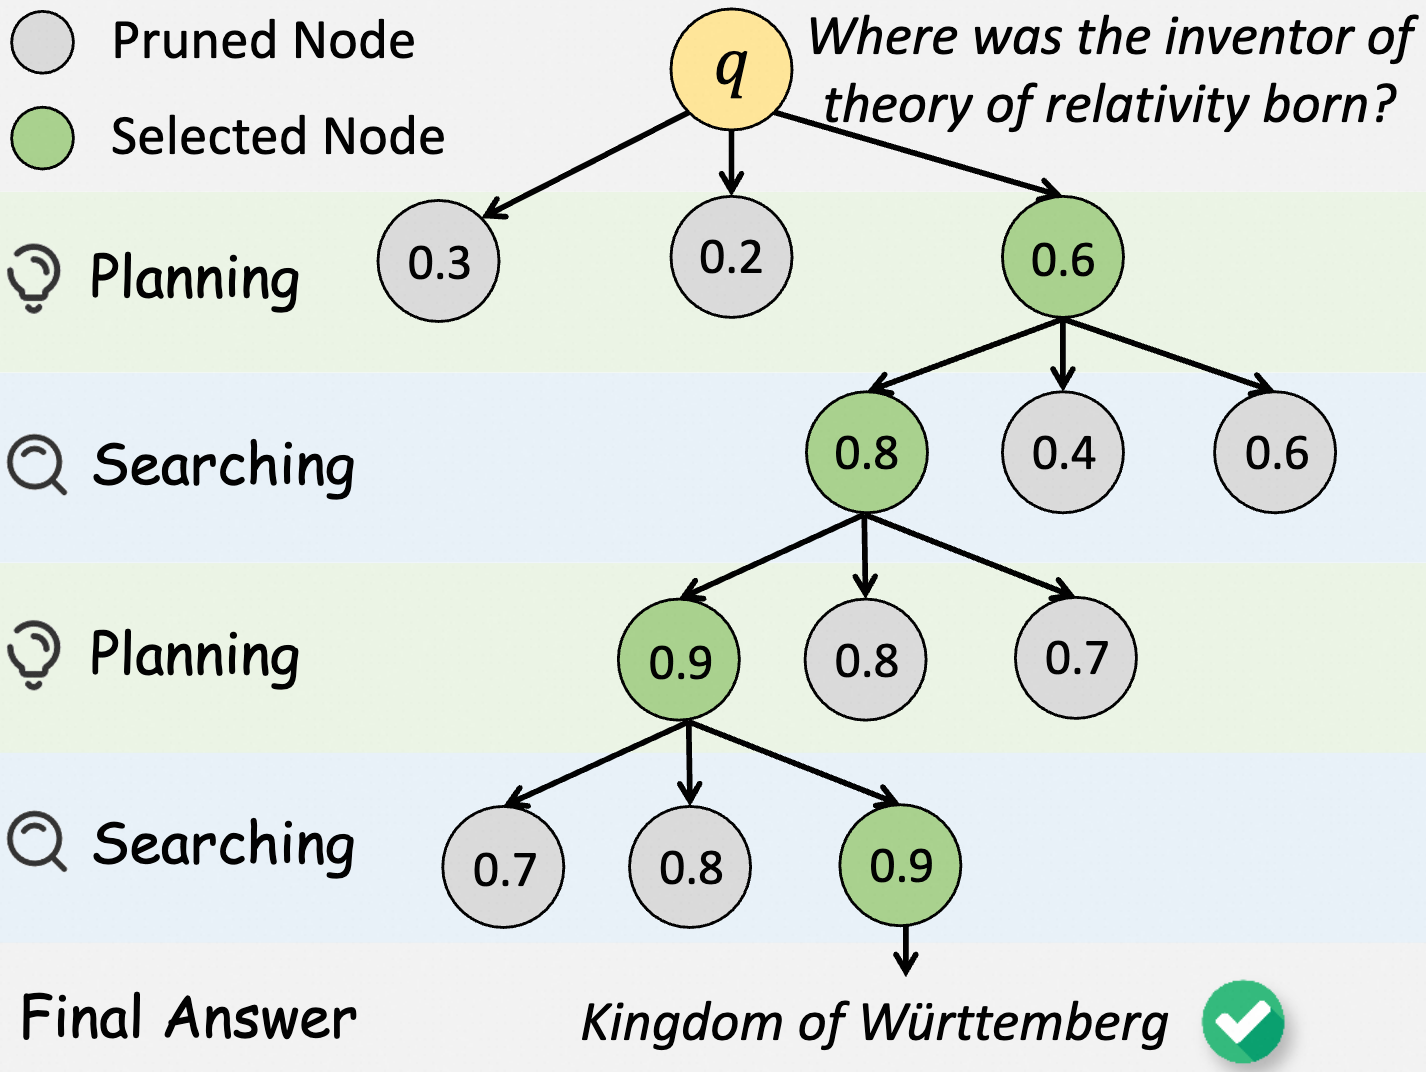 Pruned Node
Selected Node
q
Where was the inventor of
theory of relativity born?
Planning
0.3
0.2
0.6
Searching
0.8
0.4
0.6
Planning
0.9
0.8
0.7
Searching
0.7
0.8
0.9
Final Answer
Kingdom of Württemberg